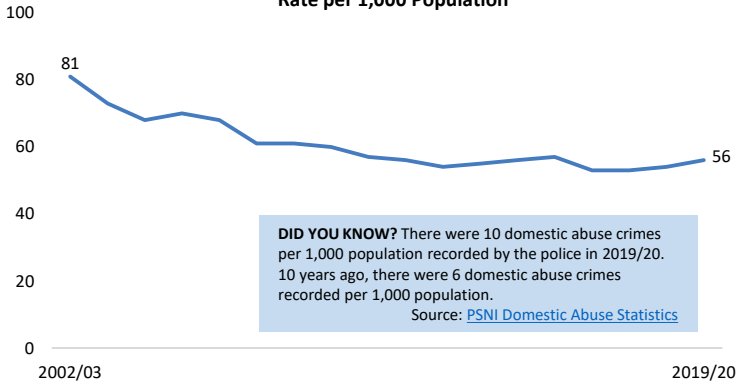 Rate per 1,000 Population
100
81
80
60
56
40
DID YOU KNOW? There were 10 domestic abuse crimes
per 1,000 population recorded by the police in 2019/20.
10 years ago, there were 6 domestic abuse crimes
recorded per 1,000 population.
Source: PSNI Domestic Abuse Statistics
20
0
2002/03
2019/20